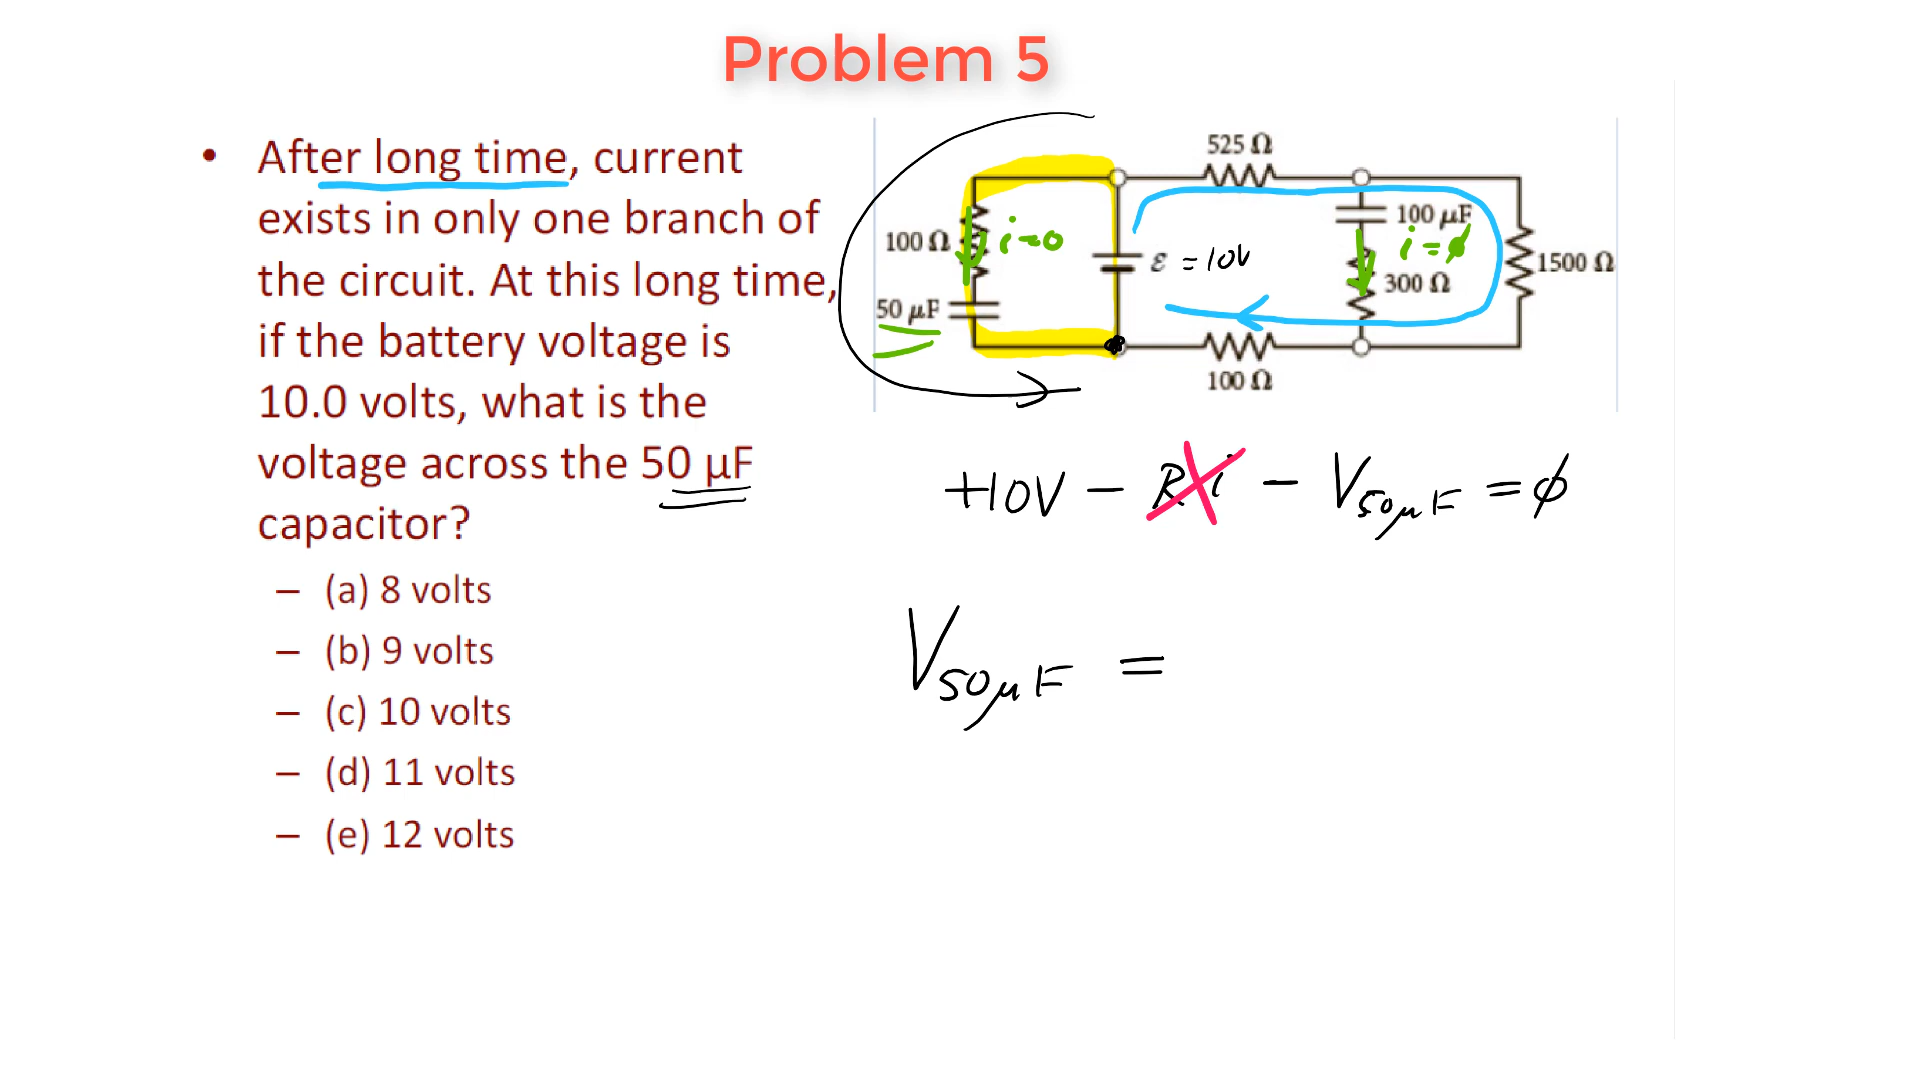 Problem 5
• After long time, current
exists in only one branch of
the circuit. At this long time,
if the battery voltage is
10.0 volts, what is the
voltage across the 50 μF
capacitor?
– (a) 8 volts
– (b) 9 volts
– (c) 10 volts
– (d) 11 volts
– (e) 12 volts
525 Ω
100 Ω
i=0
50 μF
ε =10V
100 μF
i=ϕ
300 Ω
1500 Ω
100 Ω
+10V – Ri – V50μF =ϕ
V50μF =